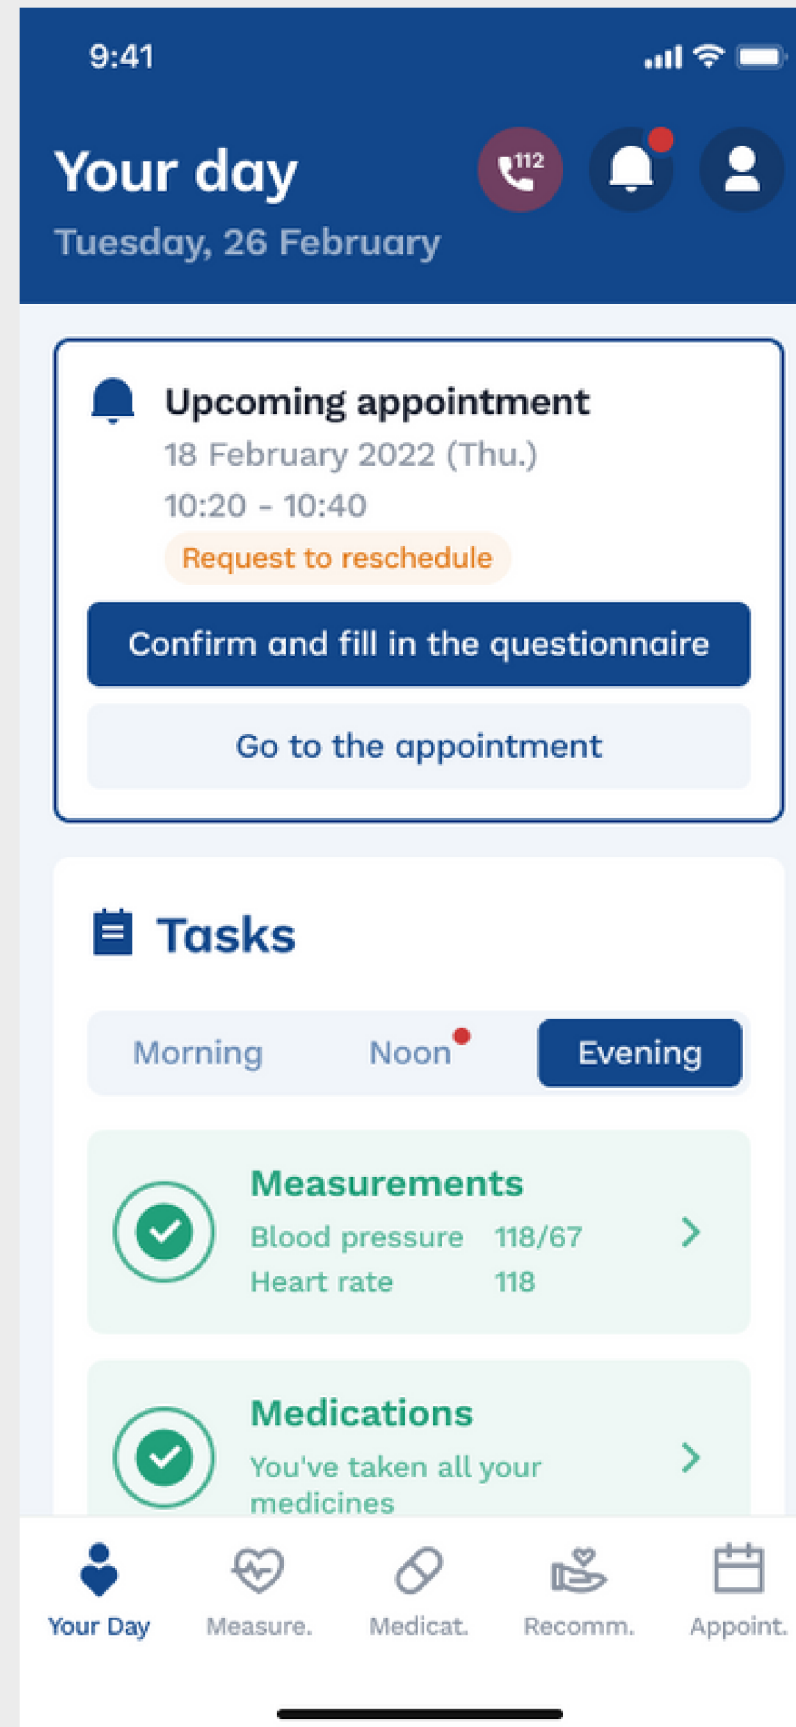 9:41
Your day
112
Tuesday, 26 February
Upcoming appointment
18 February 2022 (Thu.)
10:20 - 10:40
Request to reschedule
Confirm and fill in the questionnaire
Go to the appointment
Tasks
Morning Noon Evening
Measurements
Blood pressure 118/67
Heart rate 118
Medications
You've taken all your
medicines
Your Day Measure. Medicat. Recomm. Appoint.